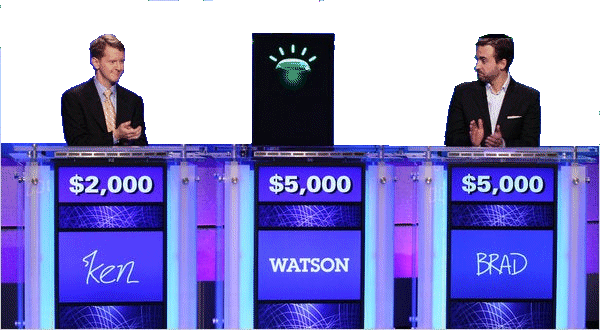 $2,000
$5,000
$5,000
Ken
WATSON
BRAD